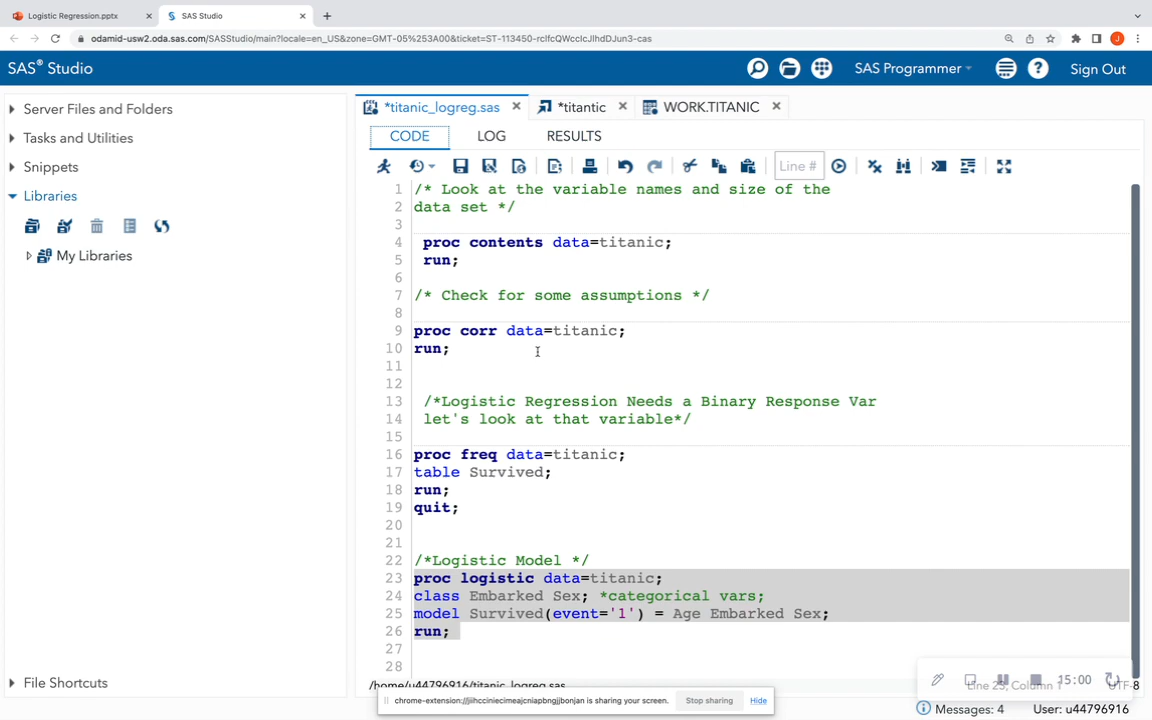 Logistic Regression.pptx
SAS Studio
odamid-usw2.oda.sas.com/SASStudio/main?locale=en_US&zone=GMT-05%253A00&ticket=ST-113450-rclfcQWcclcJlhdDJun3-cas
J
SAS® Studio
SAS Programmer
Sign Out
Server Files and Folders
Tasks and Utilities
Snippets
Libraries
My Libraries
File Shortcuts
*titanic_logreg.sas
*titantic
WORK.TITANIC
CODE
LOG
RESULTS
Line #
1 /* Look at the variable names and size of the
2 data set */
3
4 proc contents data=titanic;
5 run;
6
7 /* Check for some assumptions */
8
9 proc corr data=titanic;
10 run;
11
12
13 /*Logistic Regression Needs a Binary Response Var
14 let's look at that variable*/
15
16 proc freq data=titanic;
17 table Survived;
18 run;
19 quit;
20
21
22 /*Logistic Model */
23 proc logistic data=titanic;
24 class Embarked Sex; *categorical vars;
25 model Survived(event='1') = Age Embarked Sex;
26 run;
27
28
/home/u44796916/titanic_logreg.sas
Line 23, Column 1
UTF-8
15:00
chrome-extension://jiihcciniecimeajcniapbngjjbonjan is sharing your screen.
Stop sharing
Hide
Messages: 4
User: u44796916